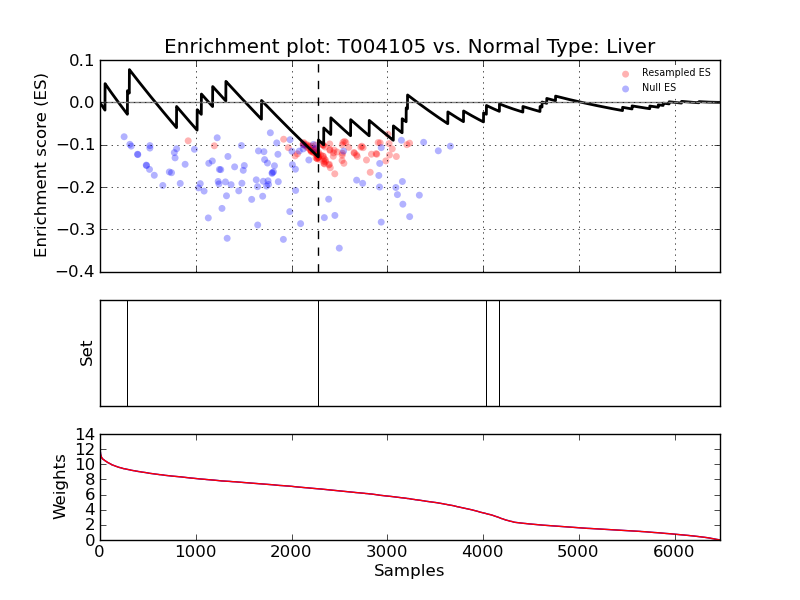 Enrichment plot: T004105 vs. Normal Type: Liver
Enrichment score (ES)
0.1
0.0
−0.1
−0.2
−0.3
−0.4
Resampled ES
Null ES
Set
Weights
14
12
10
8
6
4
2
0
0 1000 2000 3000 4000 5000 6000
Samples